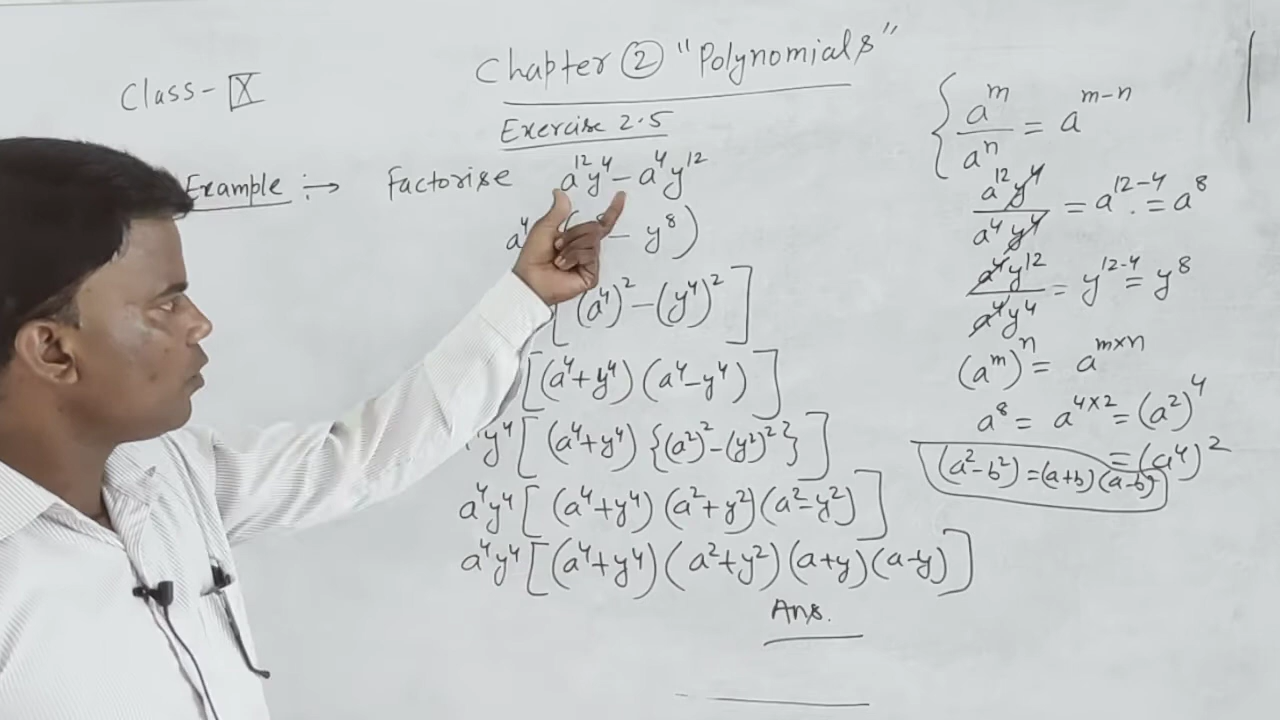 Class - X
Chapter ② "Polynomials"
Exercise 2.5
Example :→ Factorise a¹²y⁴ - a⁴y¹²
a⁴ ( - y⁸)
[(a⁴)² - (y⁴)²]
[(a⁴+y⁴) (a⁴-y⁴)]
y⁴[(a⁴+y⁴) {(a²)² - (y²)²}]
a⁴y⁴[(a⁴+y⁴) (a²+y²) (a²-y²)]
a⁴y⁴[(a⁴+y⁴) (a²+y²) (a+y) (a-y)]
Ans.
{ aᵐ/aⁿ = aᵐ⁻ⁿ
a¹²y⁴/a⁴y⁴ = a¹²⁻⁴ = a⁸
a⁴y¹²/a⁴y⁴ = y¹²⁻⁴ = y⁸
(aᵐ)ⁿ = aᵐˣⁿ
a⁸ = a⁴ˣ² = (a²)⁴
= (a⁴)²
(a²-b²) = (a+b) (a-b)